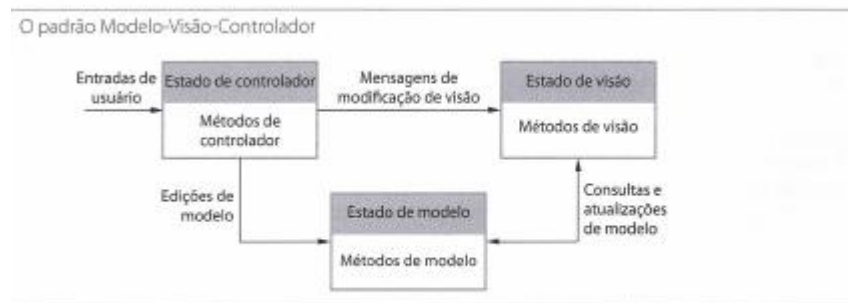 O padrão Modelo-Visão-Controlador
Entradas de
usuário
Estado de controlador
Métodos de
controlador
Mensagens de
modificação de visão
Estado de visão
Métodos de visão
Edições de
modelo
Estado de modelo
Métodos de modelo
Consultas e
atualizações
de modelo